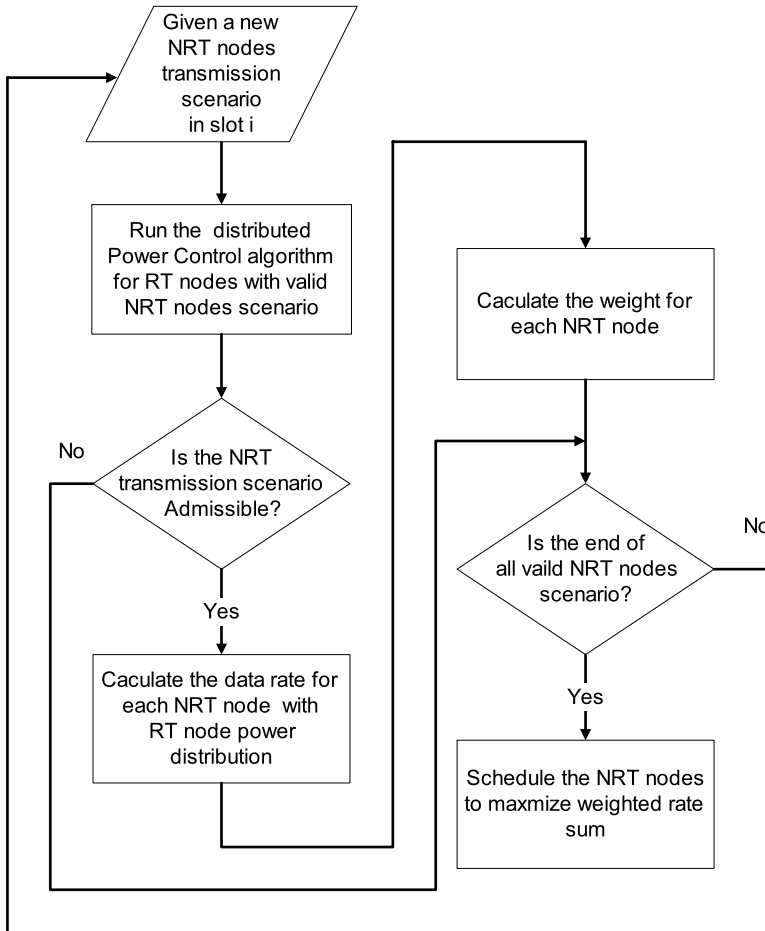 Given a new
NRT nodes
transmission
scenario
in slot i
Run the distributed
Power Control algorithm
for RT nodes with valid
NRT nodes scenario
No
Is the NRT
transmission scenario
Admissible?
Yes
Caculate the data rate for
each NRT node with
RT node power
distribution
Caculate the weight for
each NRT node
Is the end of
all vaild NRT nodes
scenario?
No
Yes
Schedule the NRT nodes
to maxmize weighted rate
sum